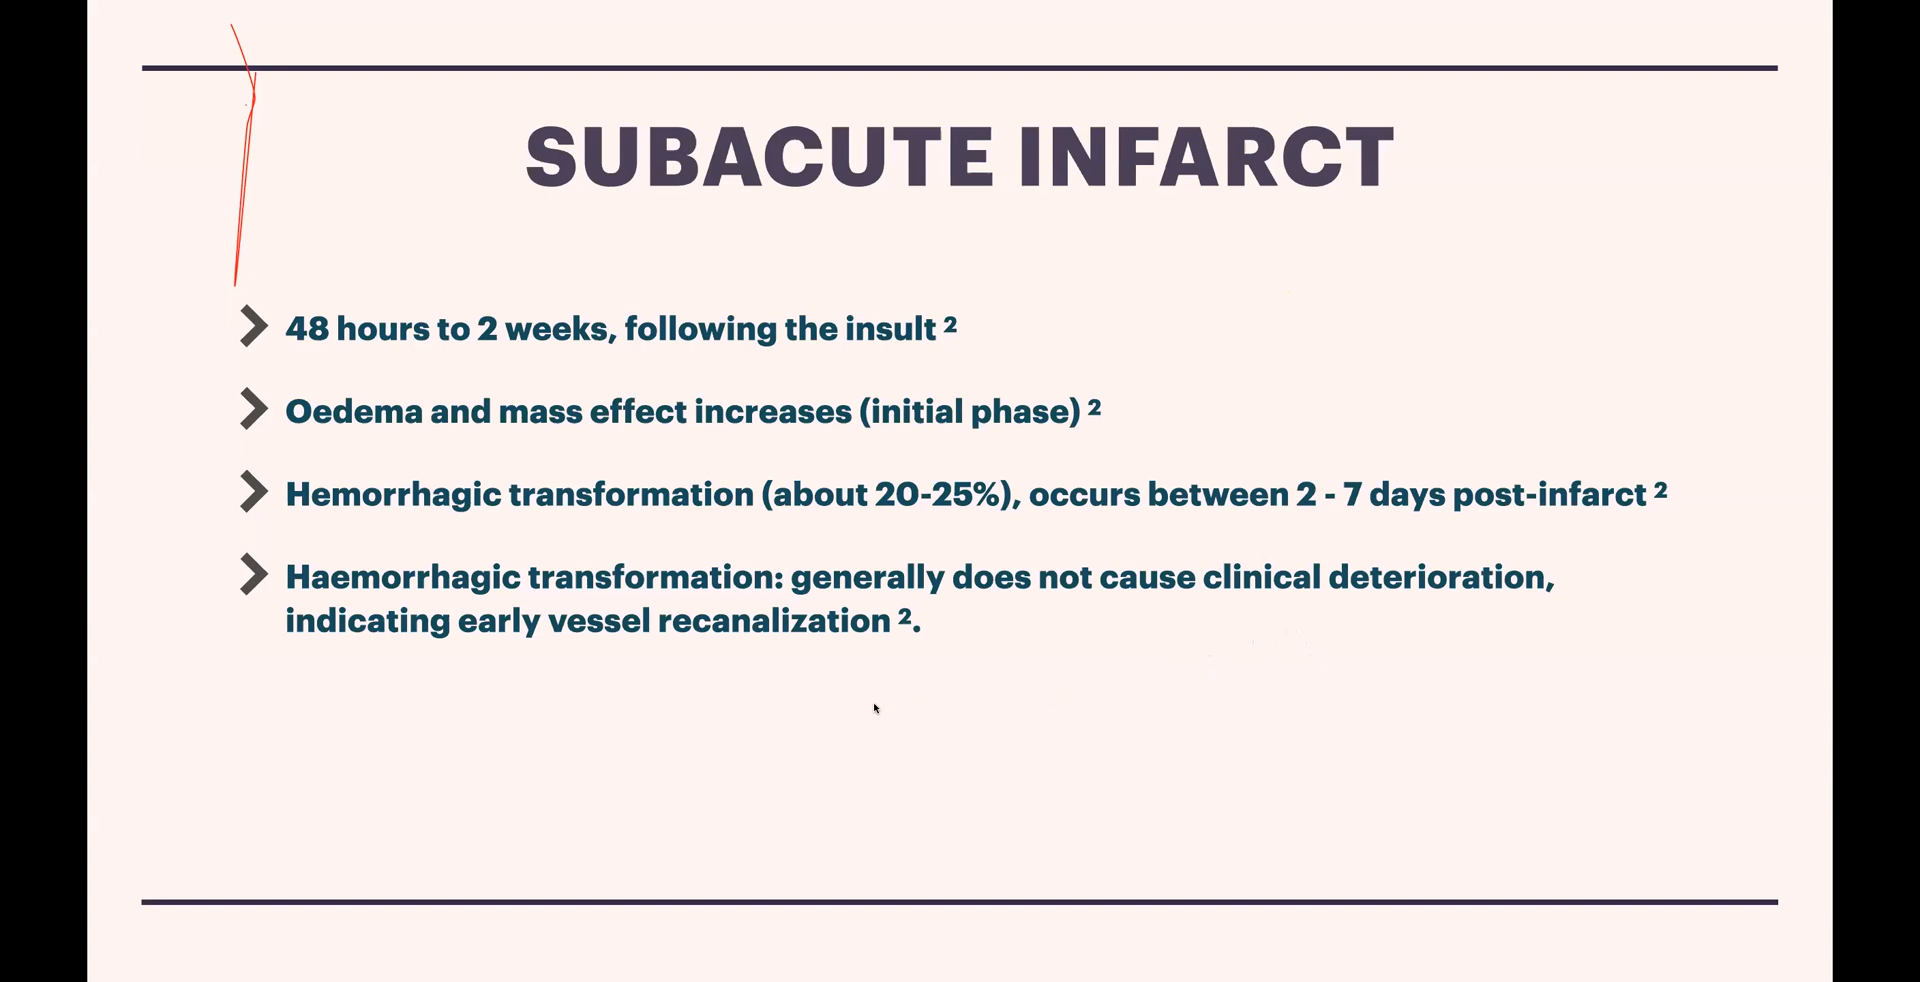 SUBACUTE INFARCT
48 hours to 2 weeks, following the insult ²
Oedema and mass effect increases (initial phase) ²
Hemorrhagic transformation (about 20-25%), occurs between 2 - 7 days post-infarct ²
Haemorrhagic transformation: generally does not cause clinical deterioration,
indicating early vessel recanalization ².